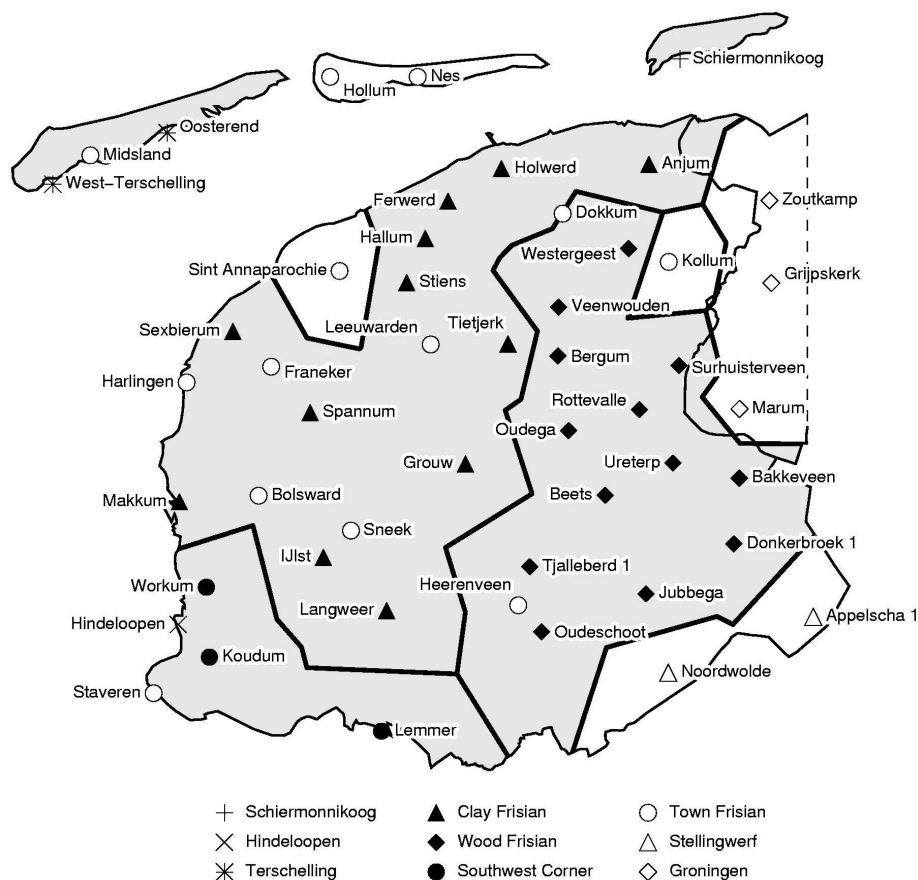 Schiermonnikoog
Nes
Hollum
Oosterend
Midsland
West-Terschelling
Holwerd
Anjum
Ferwerd
Zoutkamp
Dokkum
Hallum
Westergeest
Kollum
Sint Annaparochie
Stiens
Grijpskerk
Veenwouden
Leeuwarden
Tietjerk
Sexbierum
Bergum
Surhuisterveen
Franeker
Harlingen
Rottevalle
Marum
Spannum
Oudega
Grouw
Ureterp
Bakkeveen
Makkum
Bolsward
Beets
Sneek
Donkerbroek 1
IJlst
Tjalleberd 1
Workum
Heerenveen
Jubbega
Langweer
Appelscha 1
Hindeloopen
Oudeschoot
Koudum
Noordwolde
Staveren
Lemmer
Schiermonnikoog
Clay Frisian
Town Frisian
Hindeloopen
Wood Frisian
Stellingwerf
Terschelling
Southwest Corner
Groningen